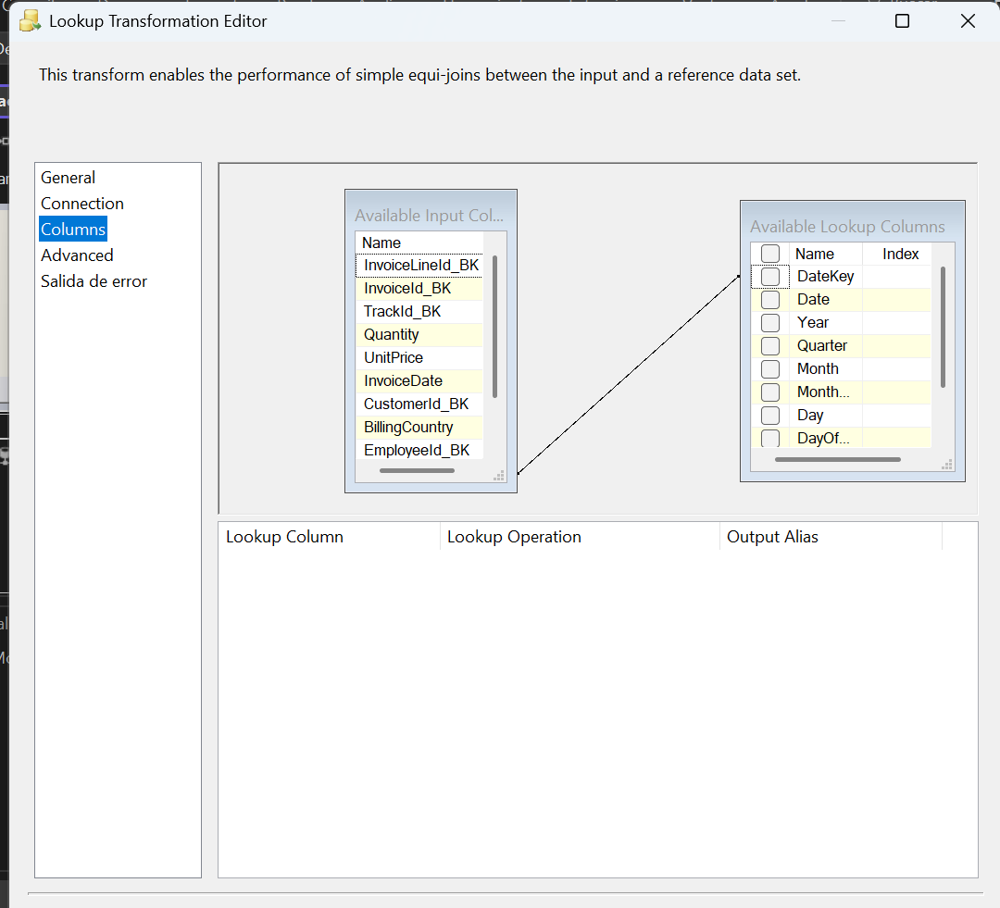 Lookup Transformation Editor
This transform enables the performance of simple equi-joins between the input and a reference data set.
General
Connection
Columns
Advanced
Salida de error
Available Input Col...
Name
InvoiceLineId_BK
InvoiceId_BK
TrackId_BK
Quantity
UnitPrice
InvoiceDate
CustomerId_BK
BillingCountry
EmployeeId_BK
Available Lookup Columns
Name Index
DateKey
Date
Year
Quarter
Month
Month...
Day
DayOf...
Lookup Column Lookup Operation Output Alias